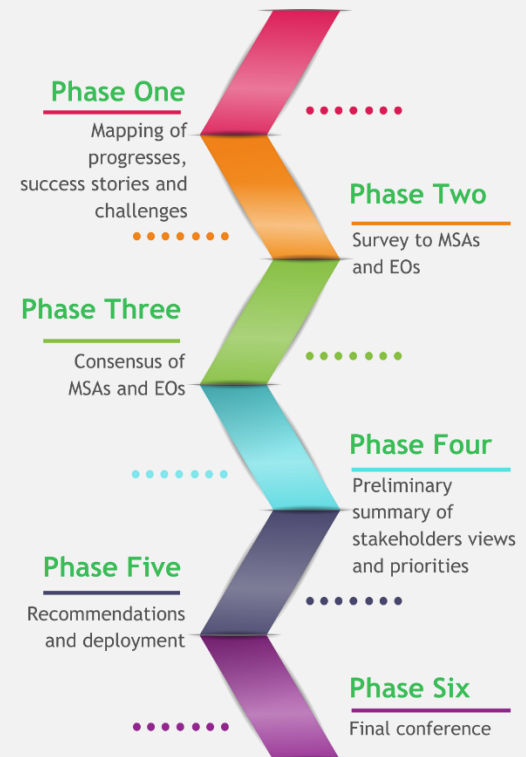 Phase One
Mapping of
progresses,
success stories and
challenges
Phase Two
Survey to MSAs
and EOs
Phase Three
Consensus of
MSAs and EOs
Phase Four
Preliminary
summary of
stakeholders views
and priorities
Phase Five
Recommendations
and deployment
Phase Six
Final conference